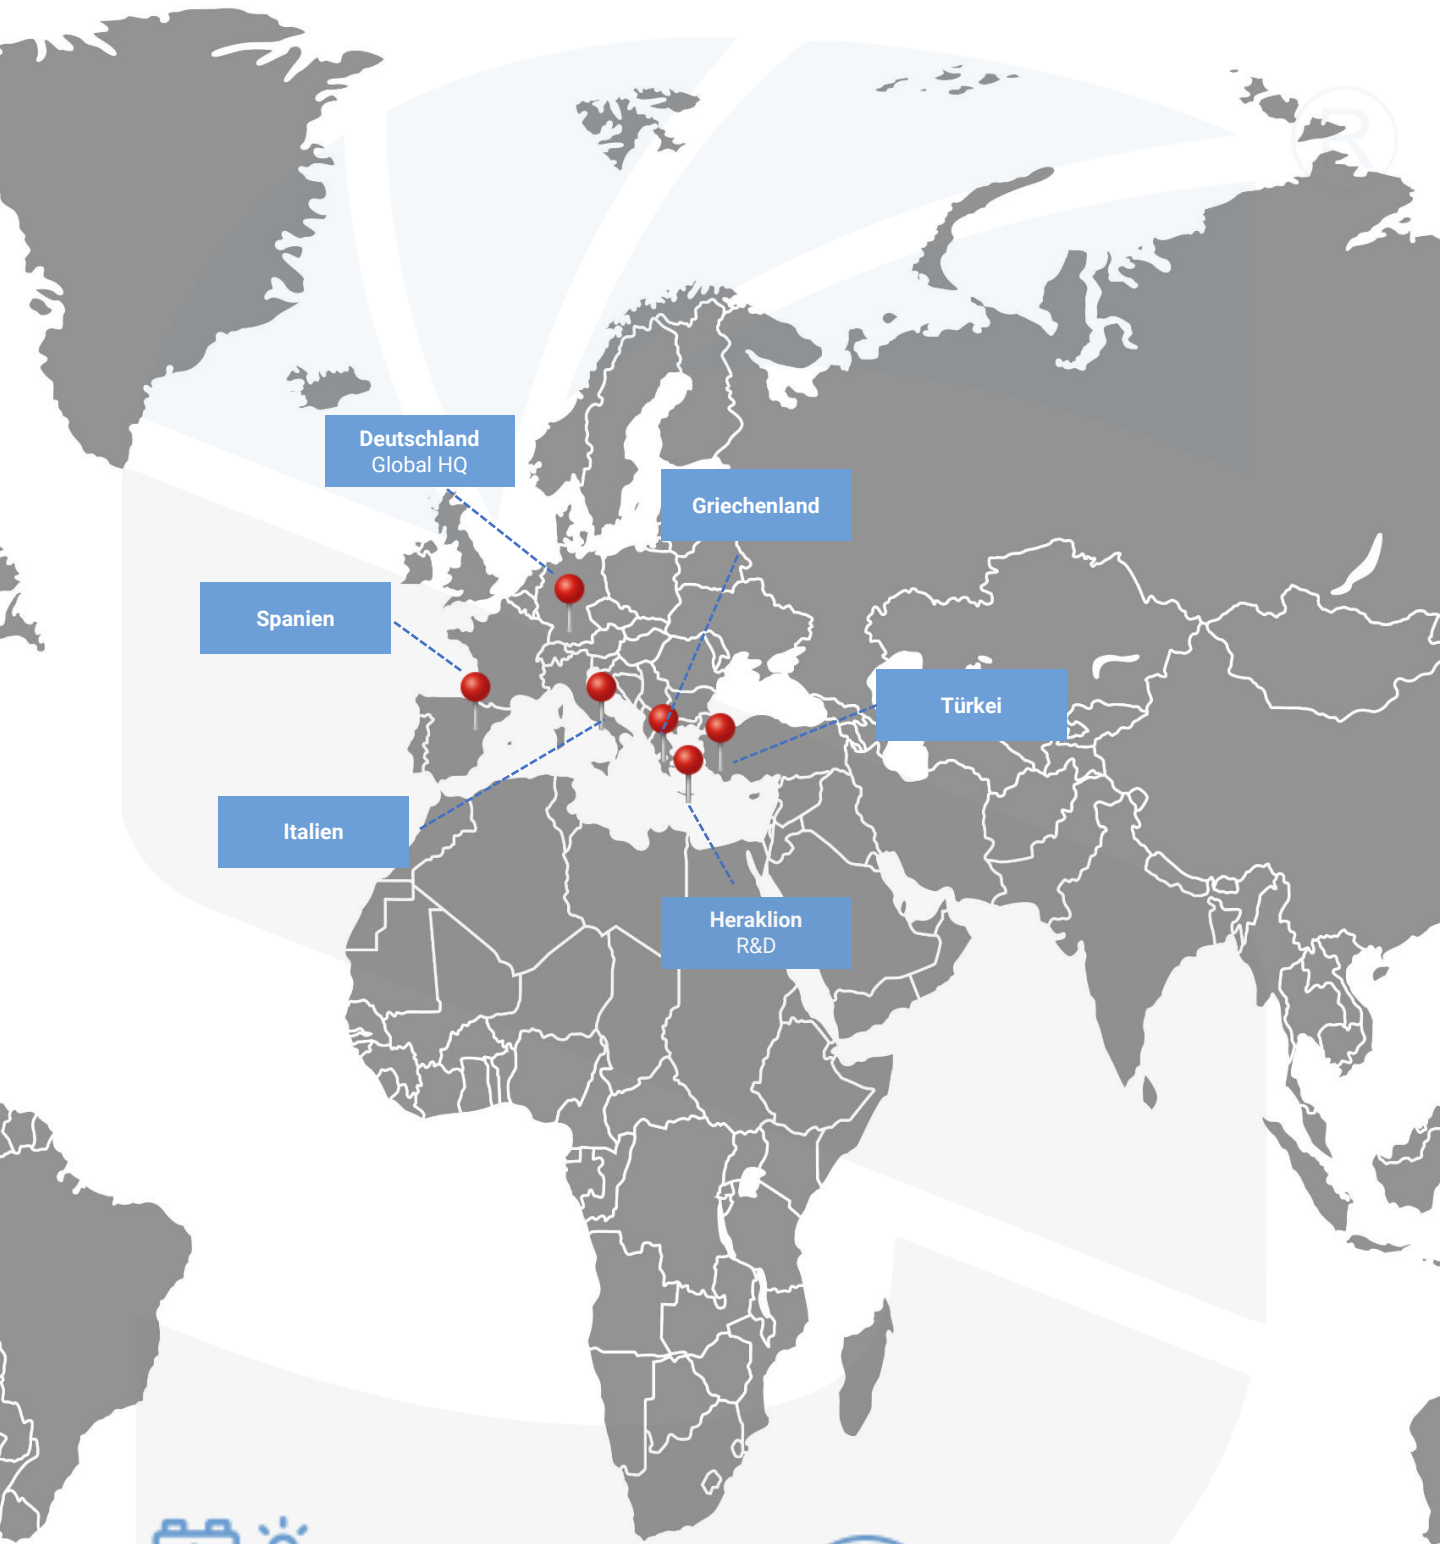 ®
Deutschland
Global HQ
Griechenland
Spanien
Türkei
Italien
Heraklion
R&D